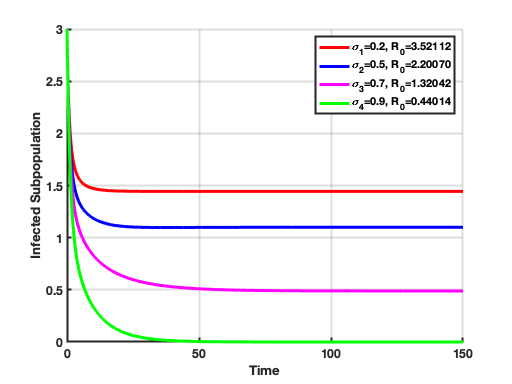 3
2.5
2
1.5
1
0.5
0
0
50
100
150
Infected Subpopulation
Time
σ₁=0.2, R₀=3.52112
σ₂=0.5, R₀=2.20070
σ₃=0.7, R₀=1.32042
σ₄=0.9, R₀=0.44014